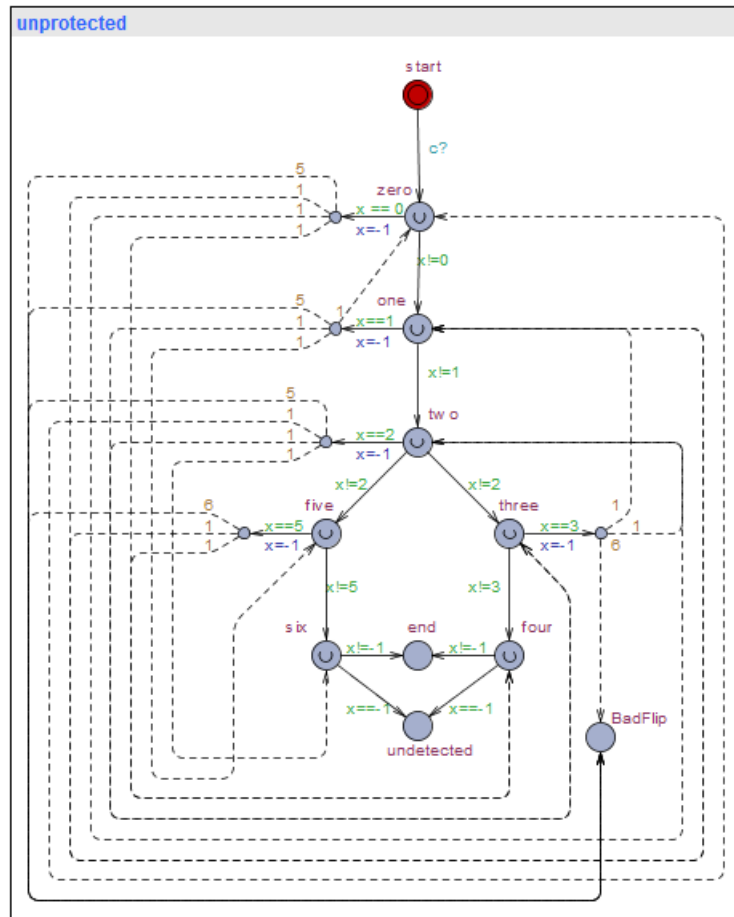 unprotected
start
c?
5
zero
1
x == 0
1
x=-1
1
x!=0
one
5
1
x==1
1
x=-1
1
x!=1
two
5
1
x==2
1
x=-1
1
x!=2
x!=2
five
three
6
1
x==5
x==3
1
1
x=-1
x=-1
6
1
x!=5
x!=3
six
end
four
x!=-1
x!=-1
x==-1
x==-1
BadFlip
undetected